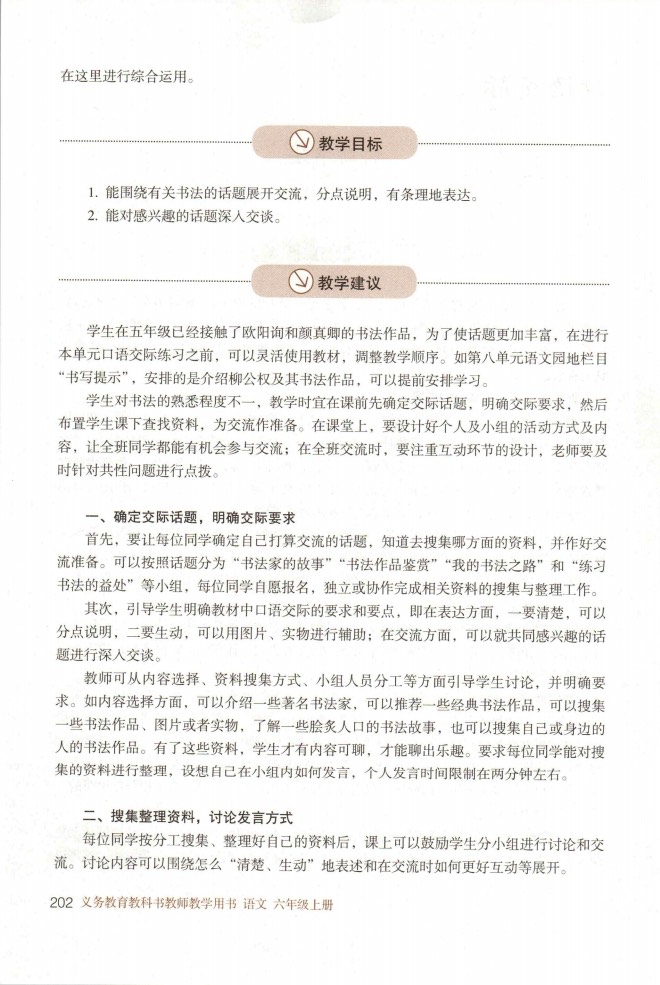 在这里进行综合运用。
教学目标
1. 能围绕有关书法的话题展开交流，分点说明，有条理地表达。
2. 能对感兴趣的话题深入交谈。
教学建议
学生在五年级已经接触了欧阳询和颜真卿的书法作品，为了使话题更加丰富，在进行
本单元口语交际练习之前，可以灵活使用教材，调整教学顺序。如第八单元语文园地栏目
“书写提示”，安排的是介绍柳公权及其书法作品，可以提前安排学习。
学生对书法的熟悉程度不一，教学时宜在课前先确定交际话题，明确交际要求，然后
布置学生课下查找资料，为交流作准备。在课堂上，要设计好个人及小组的活动方式及内
容，让全班同学都能有机会参与交流；在全班交流时，要注重互动环节的设计，老师要及
时针对共性问题进行点拨。
一、确定交际话题，明确交际要求
首先，要让每位同学确定自己打算交流的话题，知道去搜集哪方面的资料，并作好交
流准备。可以按照话题分为“书法家的故事”“书法作品鉴赏”“我的书法之路”和“练习
书法的益处”等小组，每位同学自愿报名，独立或协作完成相关资料的搜集与整理工作。
其次，引导学生明确教材中口语交际的要求和要点，即在表达方面，一要清楚，可以
分点说明，二要生动，可以用图片、实物进行辅助；在交流方面，可以就共同感兴趣的话
题进行深入交谈。
教师可从内容选择、资料搜集方式、小组人员分工等方面引导学生讨论，并明确要
求。如内容选择方面，可以介绍一些著名书法家，可以推荐一些经典书法作品，可以搜集
一些书法作品、图片或者实物，了解一些脍炙人口的书法故事，也可以搜集自己或身边的
人的书法作品。有了这些资料，学生才有内容可聊，才能聊出乐趣。要求每位同学能对搜
集的资料进行整理，设想自己在小组内如何发言，个人发言时间限制在两分钟左右。
二、搜集整理资料，讨论发言方式
每位同学按分工搜集、整理好自己的资料后，课上可以鼓励学生分小组进行讨论和交
流。讨论内容可以围绕怎么“清楚、生动”地表述和在交流时如何更好互动等展开。
202 义务教育教科书教师教学用书 语文 六年级上册